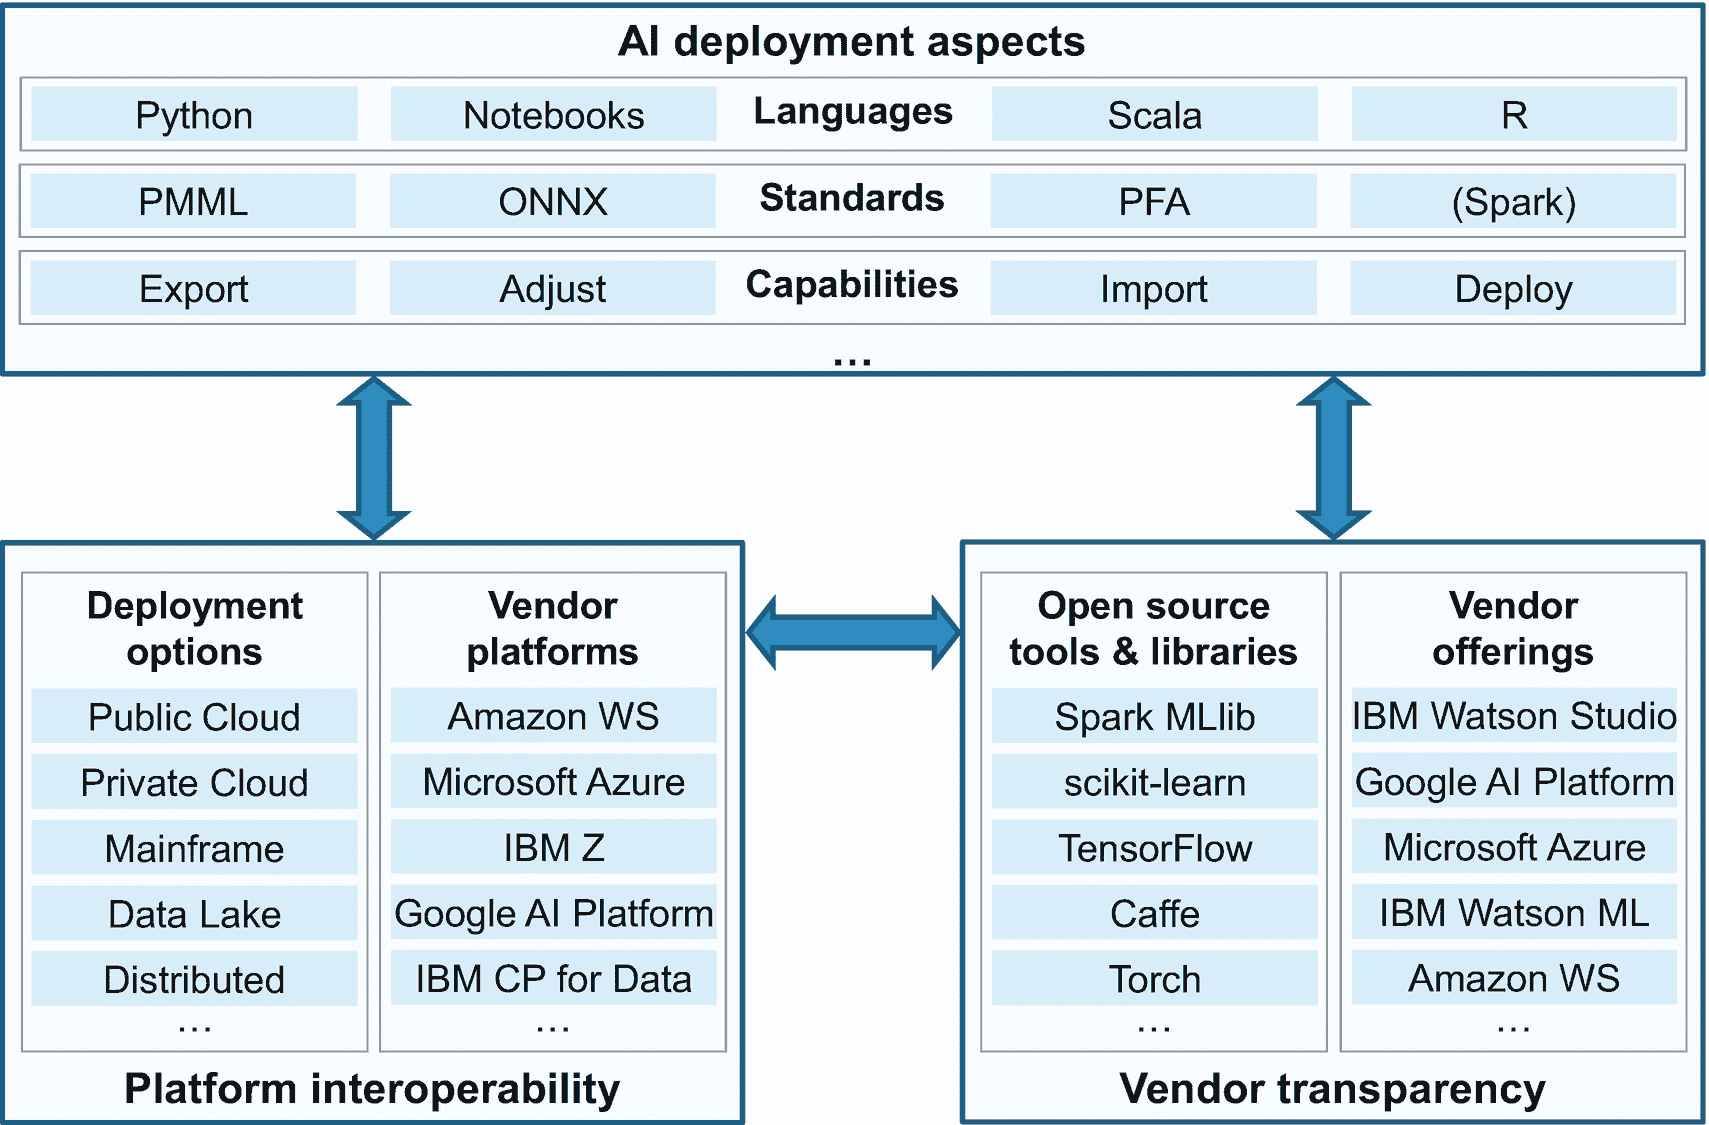 AI deployment aspects
Python Notebooks Languages Scala R
PMML ONNX Standards PFA (Spark)
Export Adjust Capabilities Import Deploy
...
Deployment
options
Public Cloud
Private Cloud
Mainframe
Data Lake
Distributed
...
Vendor
platforms
Amazon WS
Microsoft Azure
IBM Z
Google AI Platform
IBM CP for Data
...
Platform interoperability
Open source
tools & libraries
Spark MLlib
scikit-learn
TensorFlow
Caffe
Torch
...
Vendor
offerings
IBM Watson Studio
Google AI Platform
Microsoft Azure
IBM Watson ML
Amazon WS
...
Vendor transparency